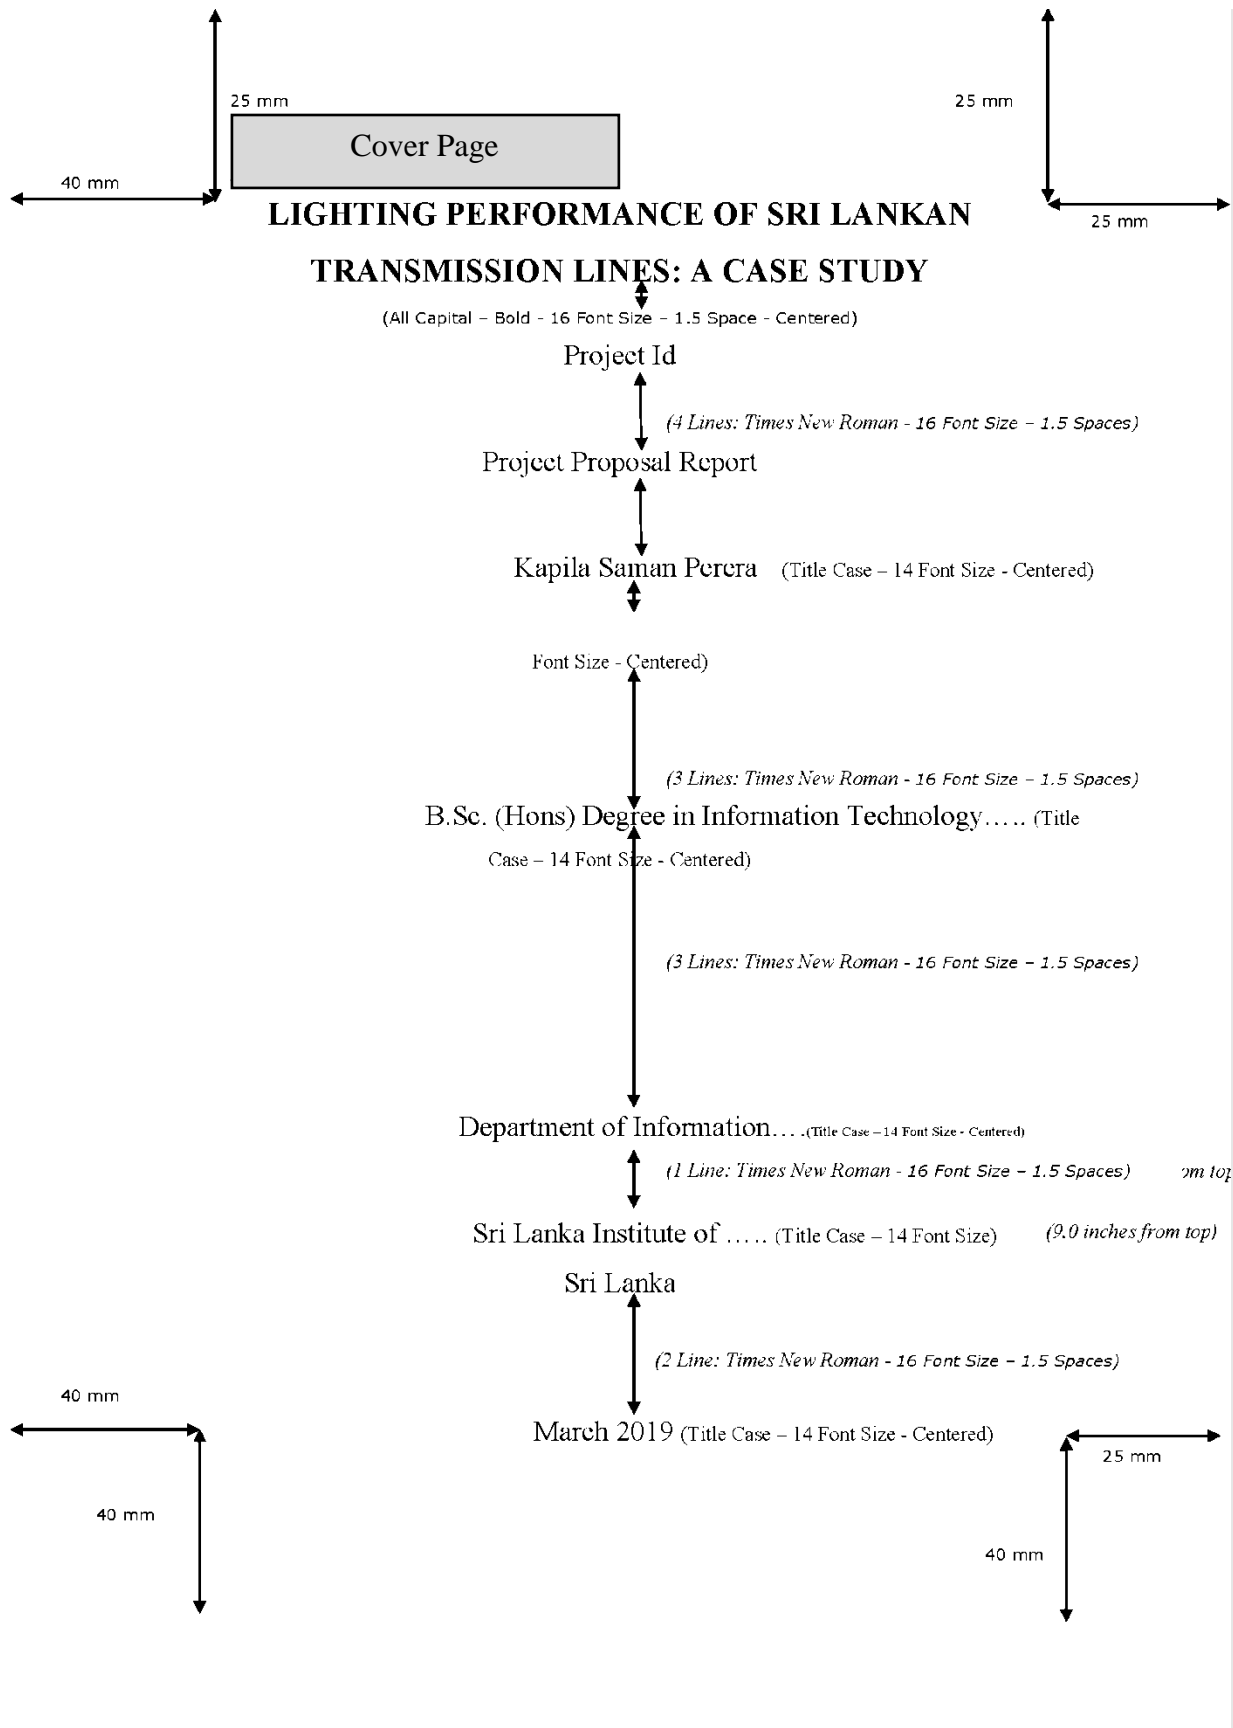 25 mm
25 mm
Cover Page
40 mm
LIGHTING PERFORMANCE OF SRI LANKAN
25 mm
TRANSMISSION LINES: A CASE STUDY
(All Capital – Bold - 16 Font Size – 1.5 Space - Centered)
Project Id
(4 Lines: Times New Roman - 16 Font Size – 1.5 Spaces)
Project Proposal Report
Kapila Saman Perera (Title Case – 14 Font Size - Centered)
Font Size - Centered)
(3 Lines: Times New Roman - 16 Font Size – 1.5 Spaces)
B.Sc. (Hons) Degree in Information Technology….. (Title
Case – 14 Font Size - Centered)
(3 Lines: Times New Roman - 16 Font Size – 1.5 Spaces)
Department of Information….(Title Case – 14 Font Size - Centered)
(1 Line: Times New Roman - 16 Font Size – 1.5 Spaces) om top
Sri Lanka Institute of ….. (Title Case – 14 Font Size) (9.0 inches from top)
Sri Lanka
(2 Line: Times New Roman - 16 Font Size – 1.5 Spaces)
40 mm
March 2019 (Title Case – 14 Font Size - Centered)
25 mm
40 mm
40 mm